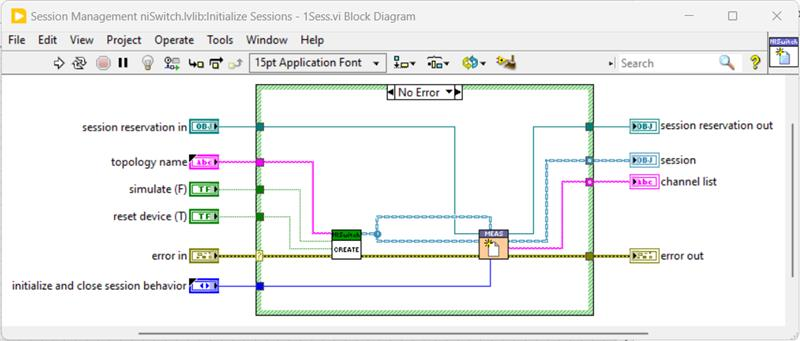 Session Management niSwitch.lvlib:Initialize Sessions - 1Sess.vi Block Diagram
File Edit View Project Operate Tools Window Help
15pt Application Font
Search
NISwitch
No Error
session reservation in
OBJ
OBJ
session reservation out
topology name
Abc
OBJ
session
simulate (F)
TF
abc
channel list
reset device (T)
TF
NISwitch
CREATE
MEAS
error in
?
error out
initialize and close session behavior